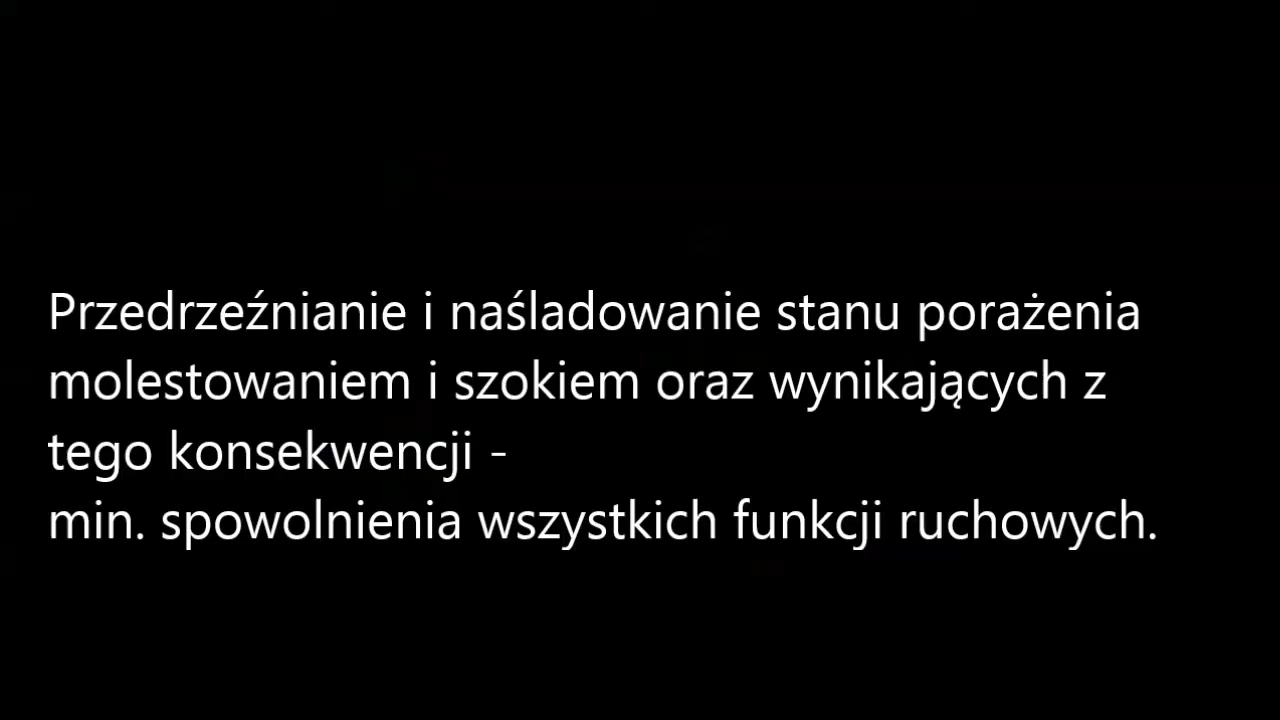 Przedrzeźnianie i naśladowanie stanu porażenia
molestowaniem i szokiem oraz wynikających z
tego konsekwencji -
min. spowolnienia wszystkich funkcji ruchowych.